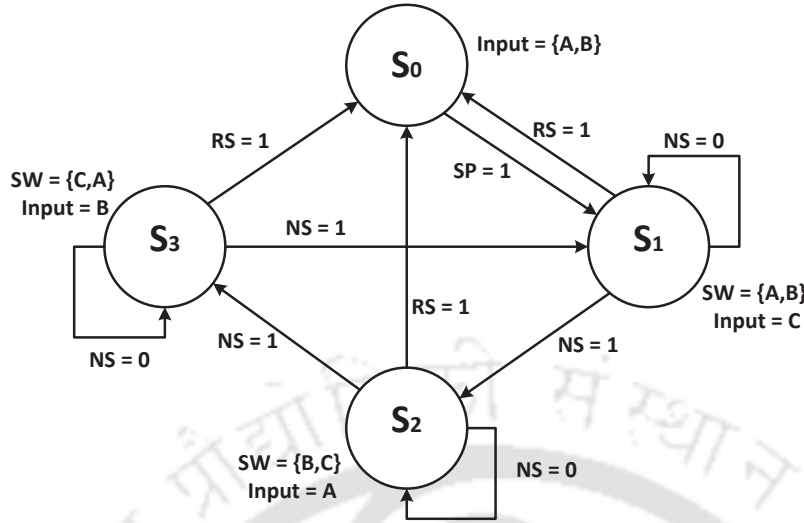 S0
Input = {A,B}
RS = 1
RS = 1
NS = 0
SP = 1
SW = {C,A}
Input = B
S3
NS = 1
S1
SW = {A,B}
Input = C
RS = 1
NS = 1
NS = 1
NS = 0
S2
SW = {B,C}
Input = A
NS = 0